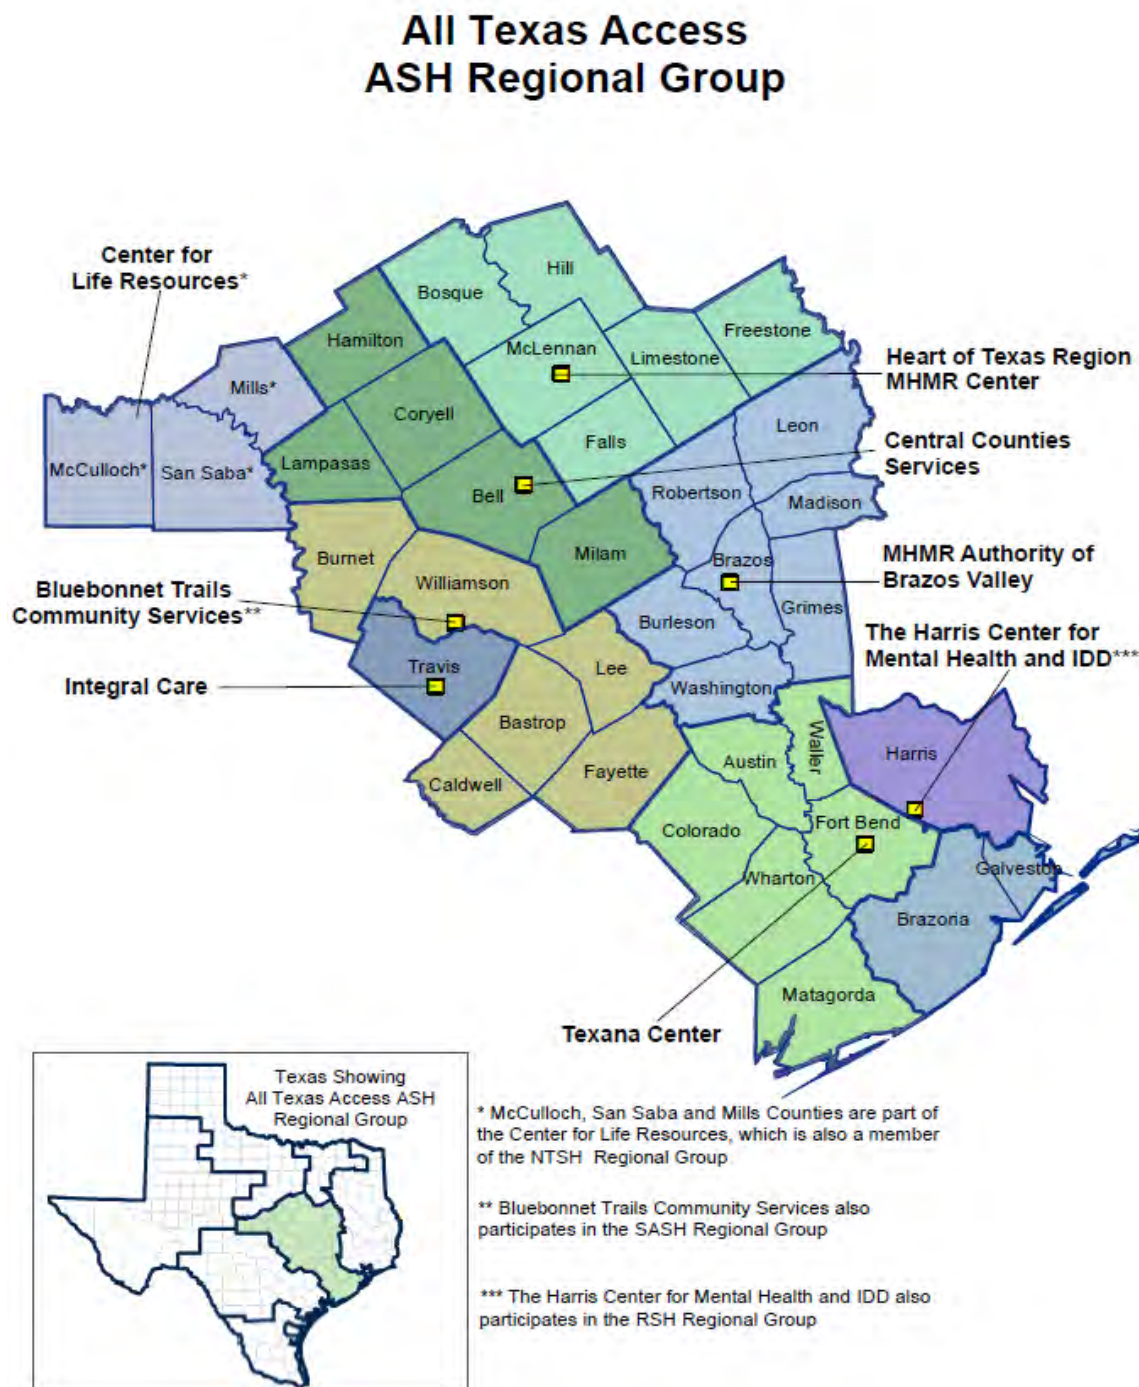 All Texas Access
ASH Regional Group
Center for
Life Resources*
Hill
Bosque
Freestone
Hamilton
McLennan
Limestone
Heart of Texas Region
MHMR Center
Mills*
Coryell
Leon
Falls
Central Counties
Services
McCulloch*
San Saba*
Lampasas
Bell
Robertson
Madison
Burnet
Milam
Brazos
MHMR Authority of
Brazos Valley
Williamson
Bluebonnet Trails
Community Services**
Burleson
Grimes
The Harris Center for
Mental Health and IDD***
Travis
Lee
Integral Care
Washington
Bastrop
Waller
Harris
Austin
Fayette
Caldwell
Colorado
Fort Bend
Galveston
Wharton
Brazoria
Matagorda
Texana Center
Texas Showing
All Texas Access ASH
Regional Group
* McCulloch, San Saba and Mills Counties are part of
the Center for Life Resources, which is also a member
of the NTSH Regional Group
** Bluebonnet Trails Community Services also
participates in the SASH Regional Group
*** The Harris Center for Mental Health and IDD also
participates in the RSH Regional Group